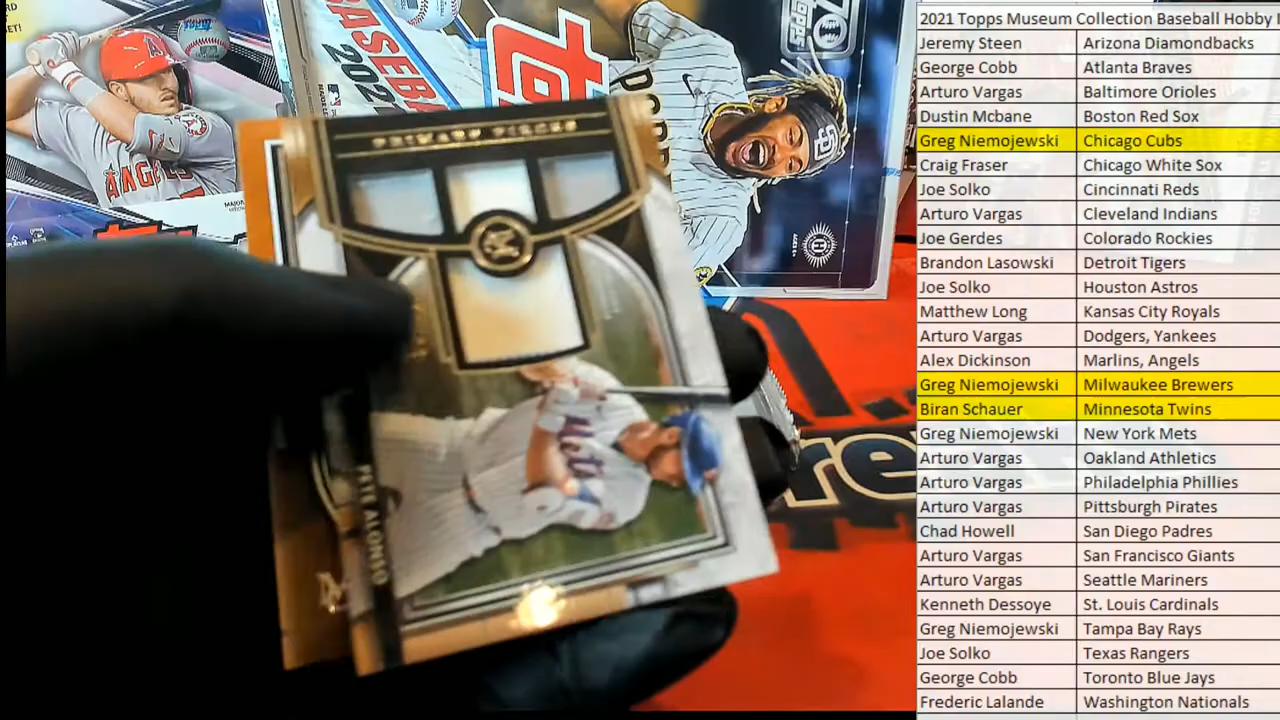 2021 Topps Museum Collection Baseball Hobby
Jeremy Steen Arizona Diamondbacks
George Cobb Atlanta Braves
Arturo Vargas Baltimore Orioles
Dustin Mcbane Boston Red Sox
Greg Niemojewski Chicago Cubs
Craig Fraser Chicago White Sox
Joe Solko Cincinnati Reds
Arturo Vargas Cleveland Indians
Joe Gerdes Colorado Rockies
Brandon Lasowski Detroit Tigers
Joe Solko Houston Astros
Matthew Long Kansas City Royals
Arturo Vargas Dodgers, Yankees
Alex Dickinson Marlins, Angels
Greg Niemojewski Milwaukee Brewers
Biran Schauer Minnesota Twins
Greg Niemojewski New York Mets
Arturo Vargas Oakland Athletics
Arturo Vargas Philadelphia Phillies
Arturo Vargas Pittsburgh Pirates
Chad Howell San Diego Padres
Arturo Vargas San Francisco Giants
Arturo Vargas Seattle Mariners
Kenneth Dessoye St. Louis Cardinals
Greg Niemojewski Tampa Bay Rays
Joe Solko Texas Rangers
George Cobb Toronto Blue Jays
Frederic Lalande Washington Nationals
BASEBALL
2021
topps
70
PRIMARY PIECES
M
PETE ALONSO
Mets
SD
A
H
re